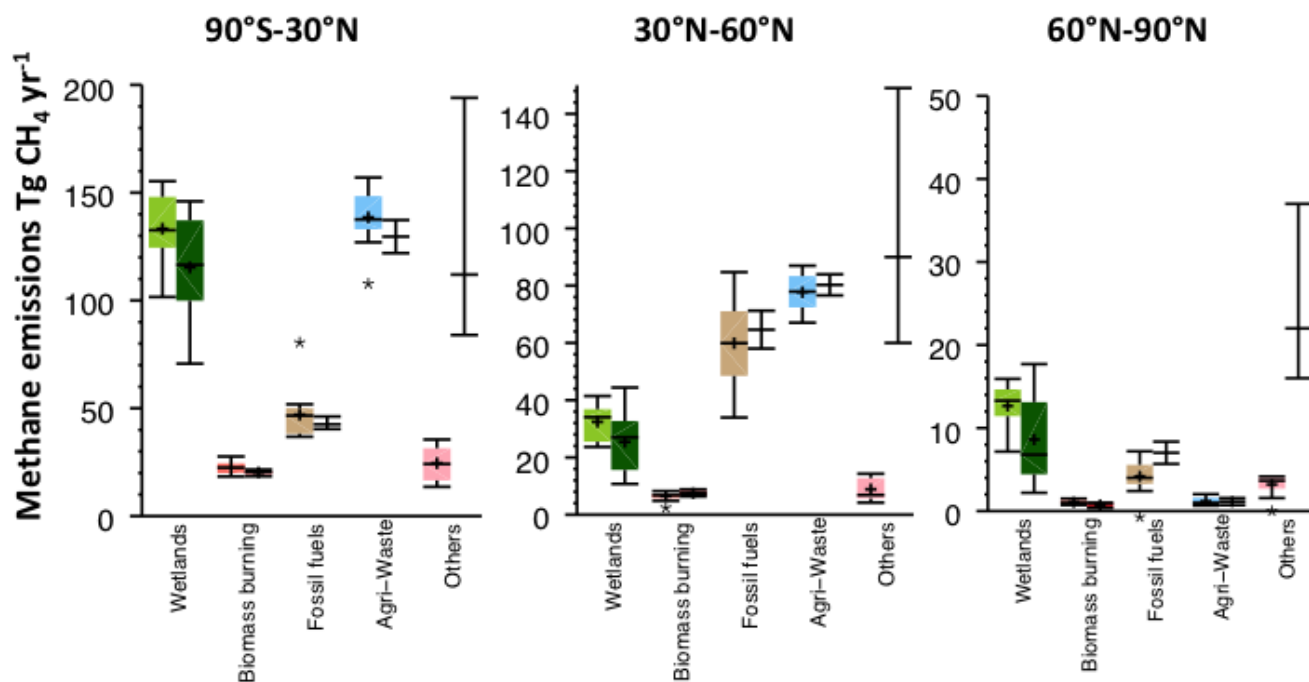 90°S-30°N
30°N-60°N
60°N-90°N
Methane emissions Tg CH4 yr-1
200
150
100
50
0
Wetlands
Biomass burning
Fossil fuels
Agri-Waste
Others
140
120
100
80
60
40
20
0
Wetlands
Biomass burning
Fossil fuels
Agri-Waste
Others
50
40
30
20
10
0
Wetlands
Biomass burning
Fossil fuels
Agri-Waste
Others